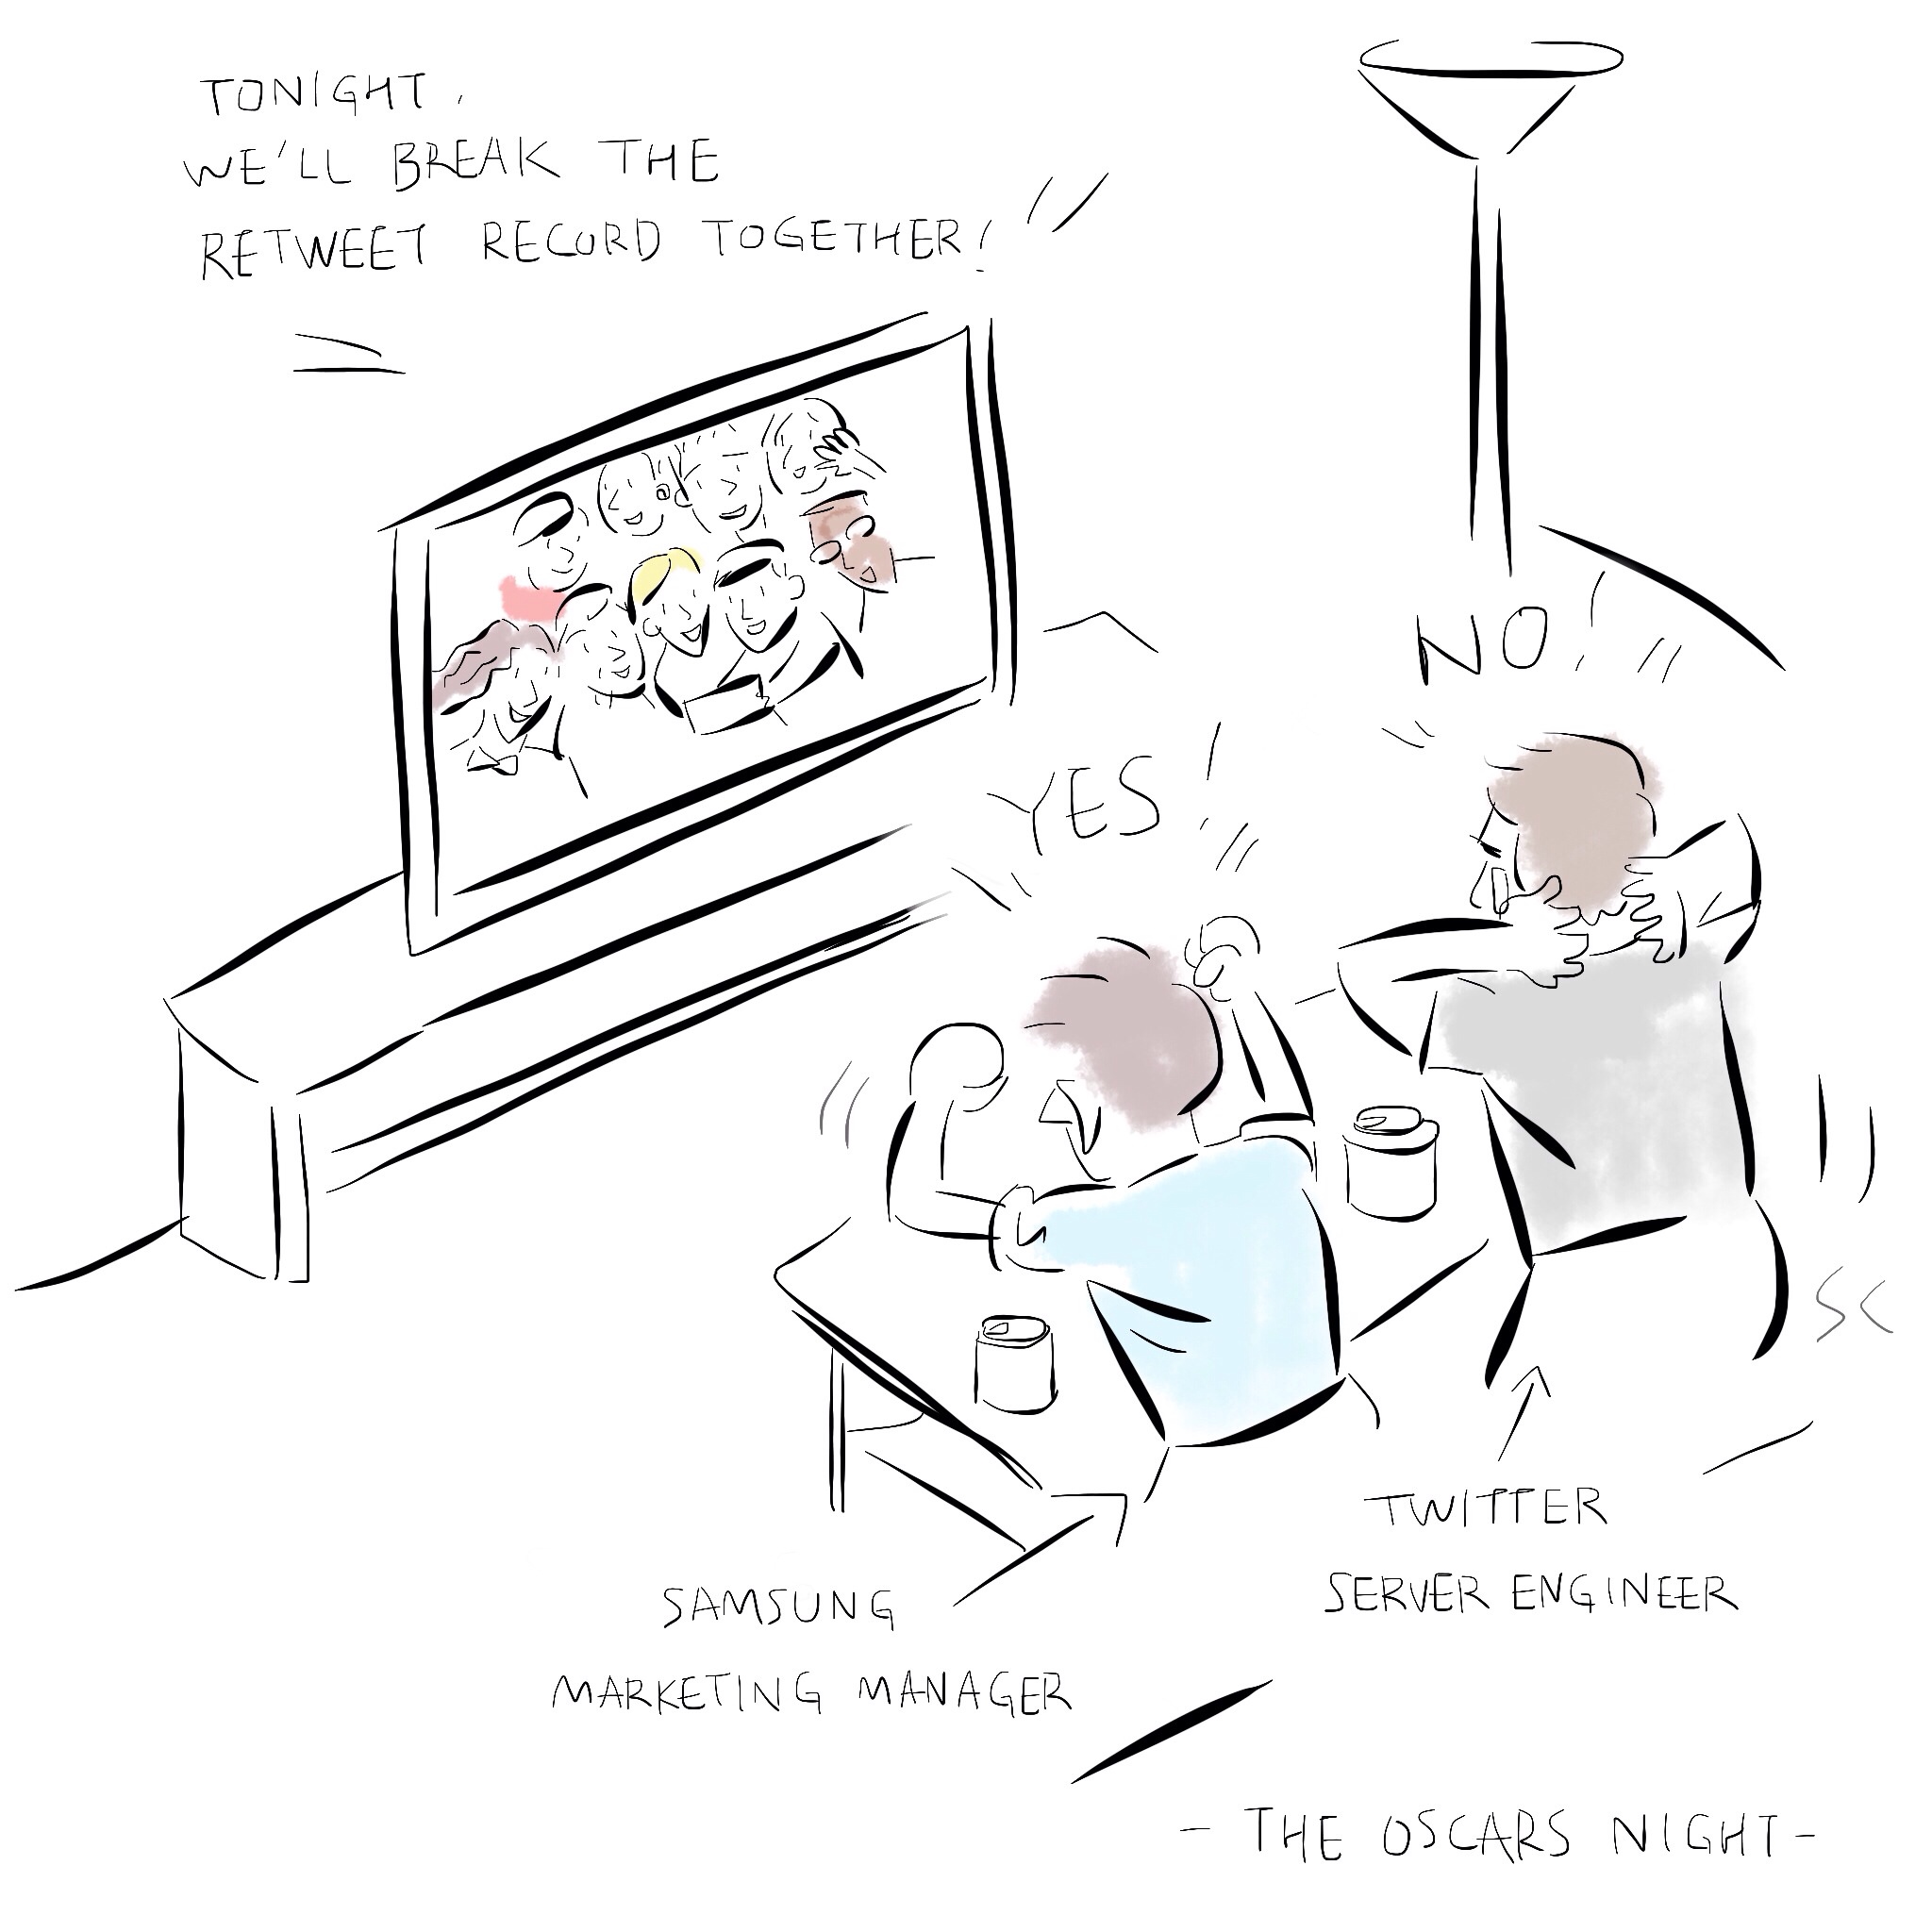 TONIGHT,
WE'LL BREAK THE
RETWEET RECORD TOGETHER!
NO!
YES!
TWITTER
SERVER ENGINEER
SAMSUNG
MARKETING MANAGER
SC
- THE OSCARS NIGHT -